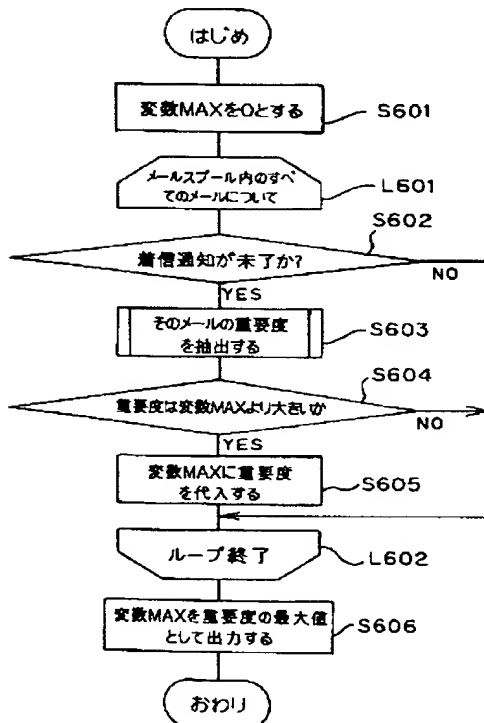 はじめ
変数MAXを0とする
S601
メールスプール内のすべ
てのメールについて
L601
S602
着信通知が未了か?
NO
YES
そのメールの重要度
を抽出する
S603
S604
重要度は変数MAXより大きいか
NO
YES
変数MAXに重要度
を代入する
S605
ループ終了
L602
変数MAXを重要度の最大値
として出力する
S606
おわり